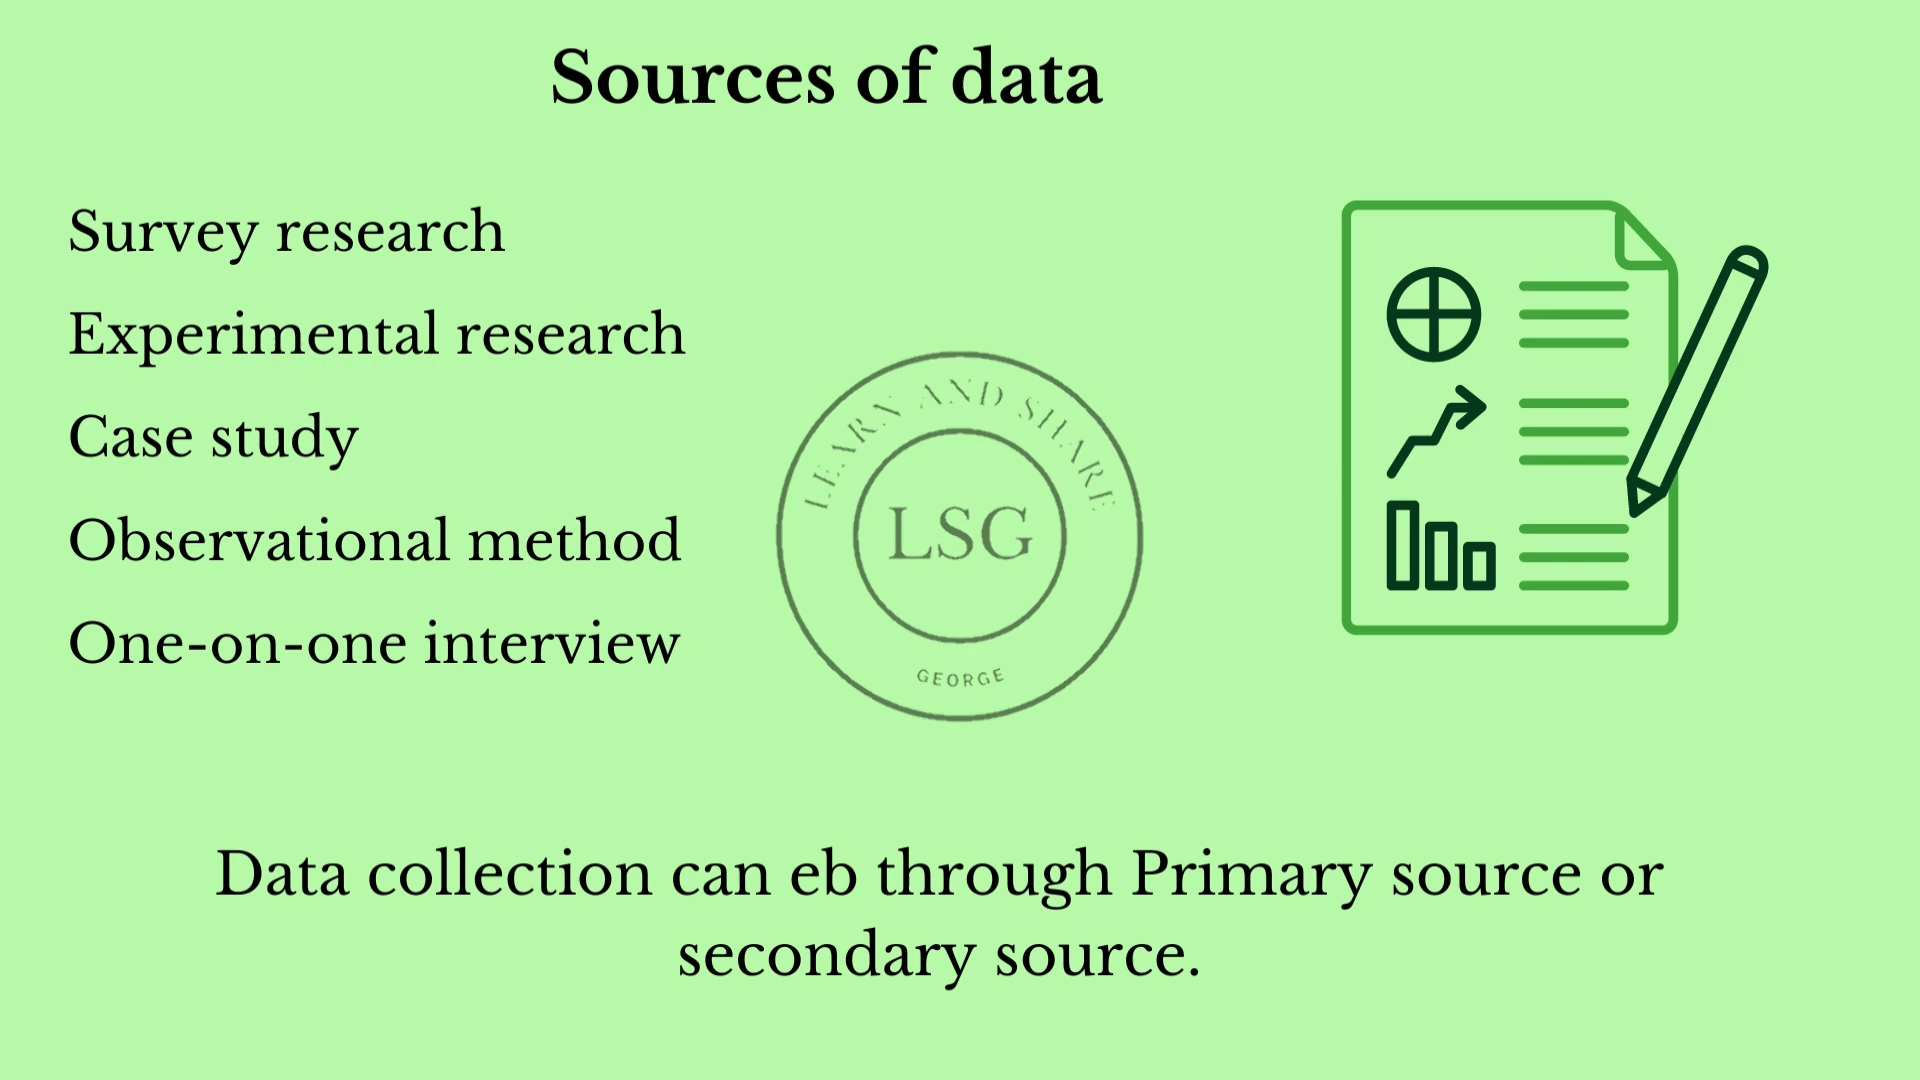 Sources of data
Survey research
Experimental research
Case study
Observational method
One-on-one interview
LEARN AND SHARE
LSG
GEORGE
Data collection can eb through Primary source or
secondary source.